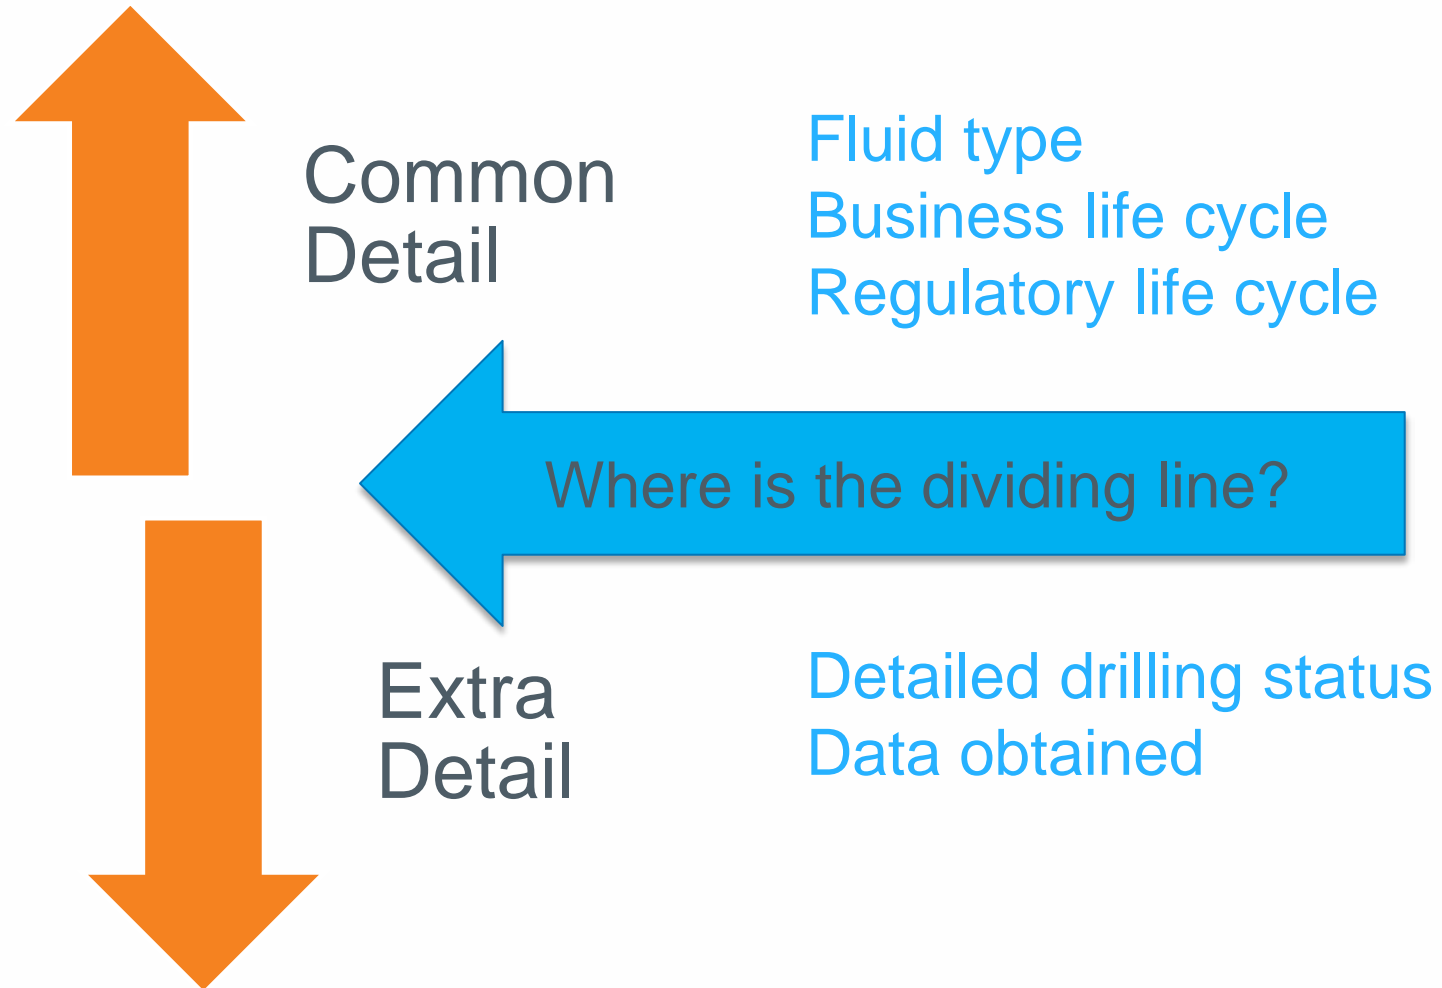 Common
Detail
Fluid type
Business life cycle
Regulatory life cycle
Where is the dividing line?
Extra
Detail
Detailed drilling status
Data obtained